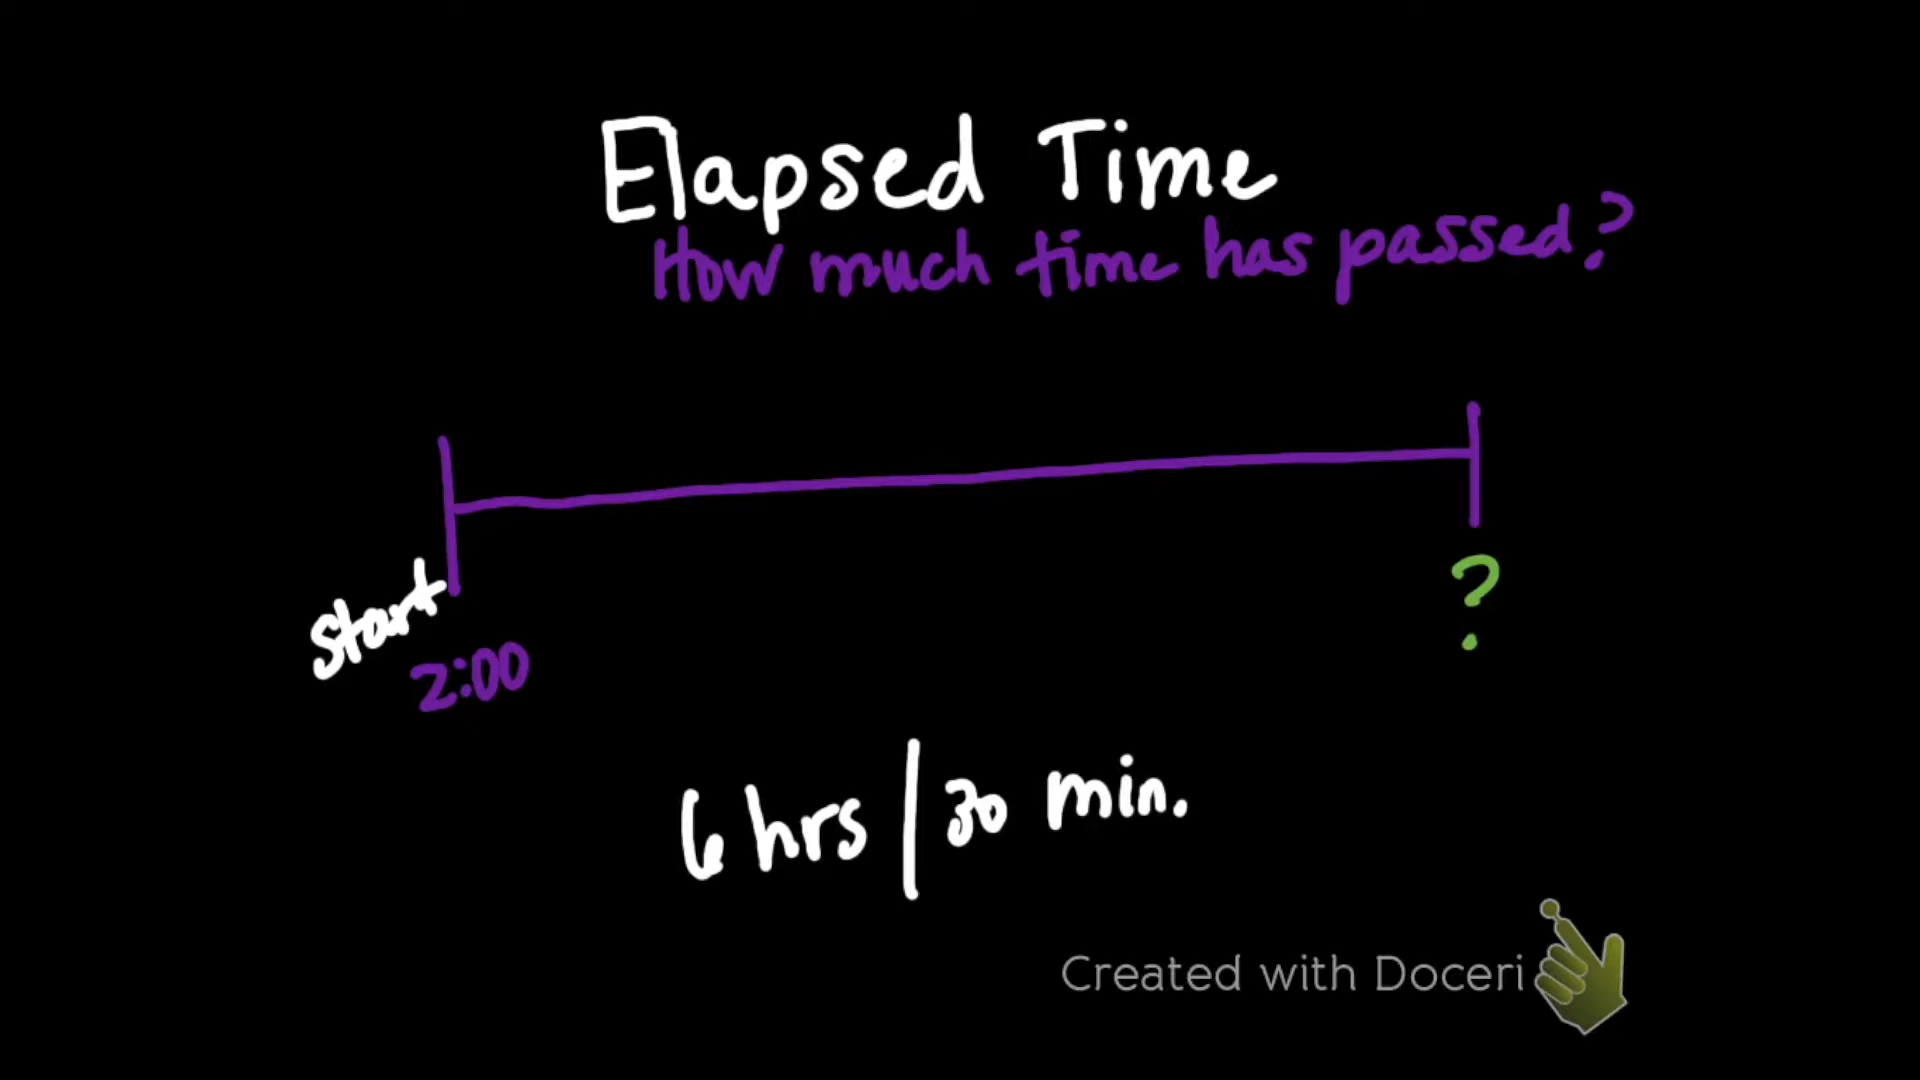 Elapsed Time
How much time has passed?
start
2:00
?
6 hrs | 30 min.
Created with Doceri